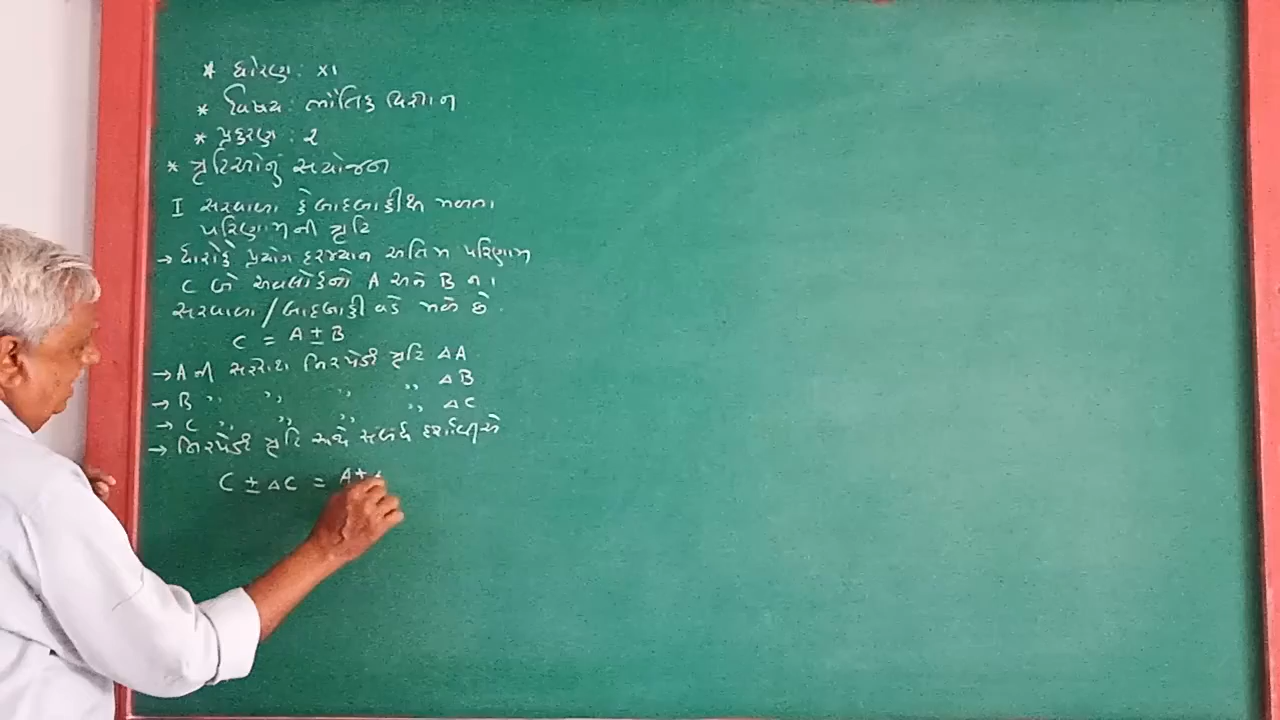 * ધોરણ: XI
* વિષય: ભૌતિક વિજ્ઞાન
* પ્રકરણ: ૨
* ત્રુટિઓનું સંયોજન
I સરવાળા કે બાદબાકીથી મળતા
પરિણામની ત્રુટિ
→ ધારોકે પ્રયોગ દરમ્યાન અંતિમ પરિણામ
C બે અવલોકનો A અને B ના
સરવાળા/બાદબાકી વડે મળે છે.
C = A ± B
→ A ની સરેરાશ નિરપેક્ષ ત્રુટિ ΔA
→ B ,, ,, ,, ,, ΔB
→ C ,, ,, ,, ,, ΔC
→ નિરપેક્ષ ત્રુટિ સાથે સંબંધ દર્શાવીએ
C ± ΔC = A ±